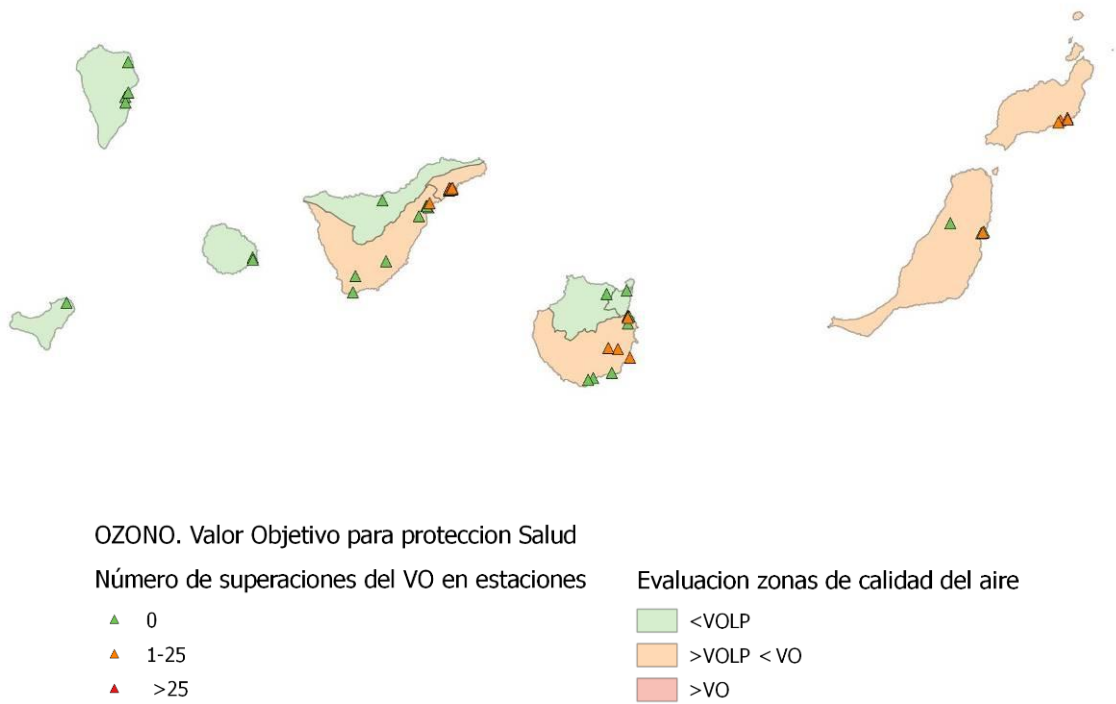 OZONO. Valor Objetivo para proteccion Salud
Número de superaciones del VO en estaciones
0
1-25
>25
Evaluacion zonas de calidad del aire
<VOLP
>VOLP < VO
>VO